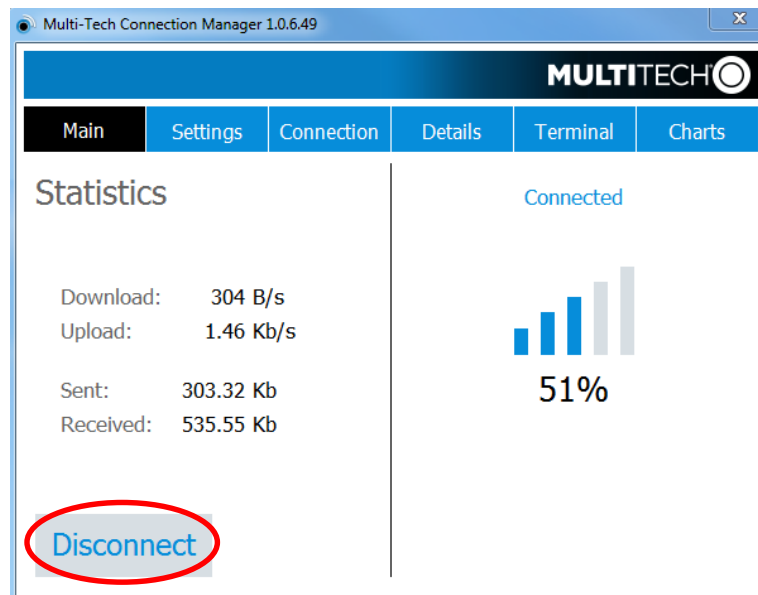 Multi-Tech Connection Manager 1.0.6.49
MULTITECH
Main Settings Connection Details Terminal Charts
Statistics
Connected
Download: 304 B/s
Upload: 1.46 Kb/s
51%
Sent: 303.32 Kb
Received: 535.55 Kb
Disconnect